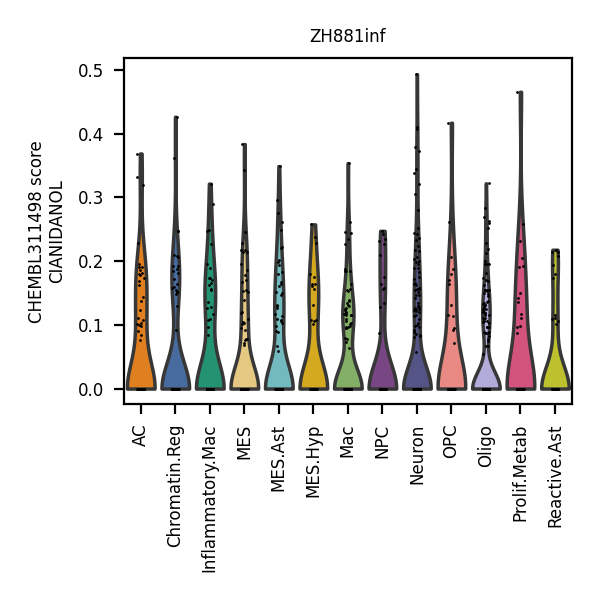 ZH881inf
CHEMBL311498 score
CIANIDANOL
0.5
0.4
0.3
0.2
0.1
0.0
AC
Chromatin.Reg
Inflammatory.Mac
MES
MES.Ast
MES.Hyp
Mac
NPC
Neuron
OPC
Oligo
Prolif.Metab
Reactive.Ast